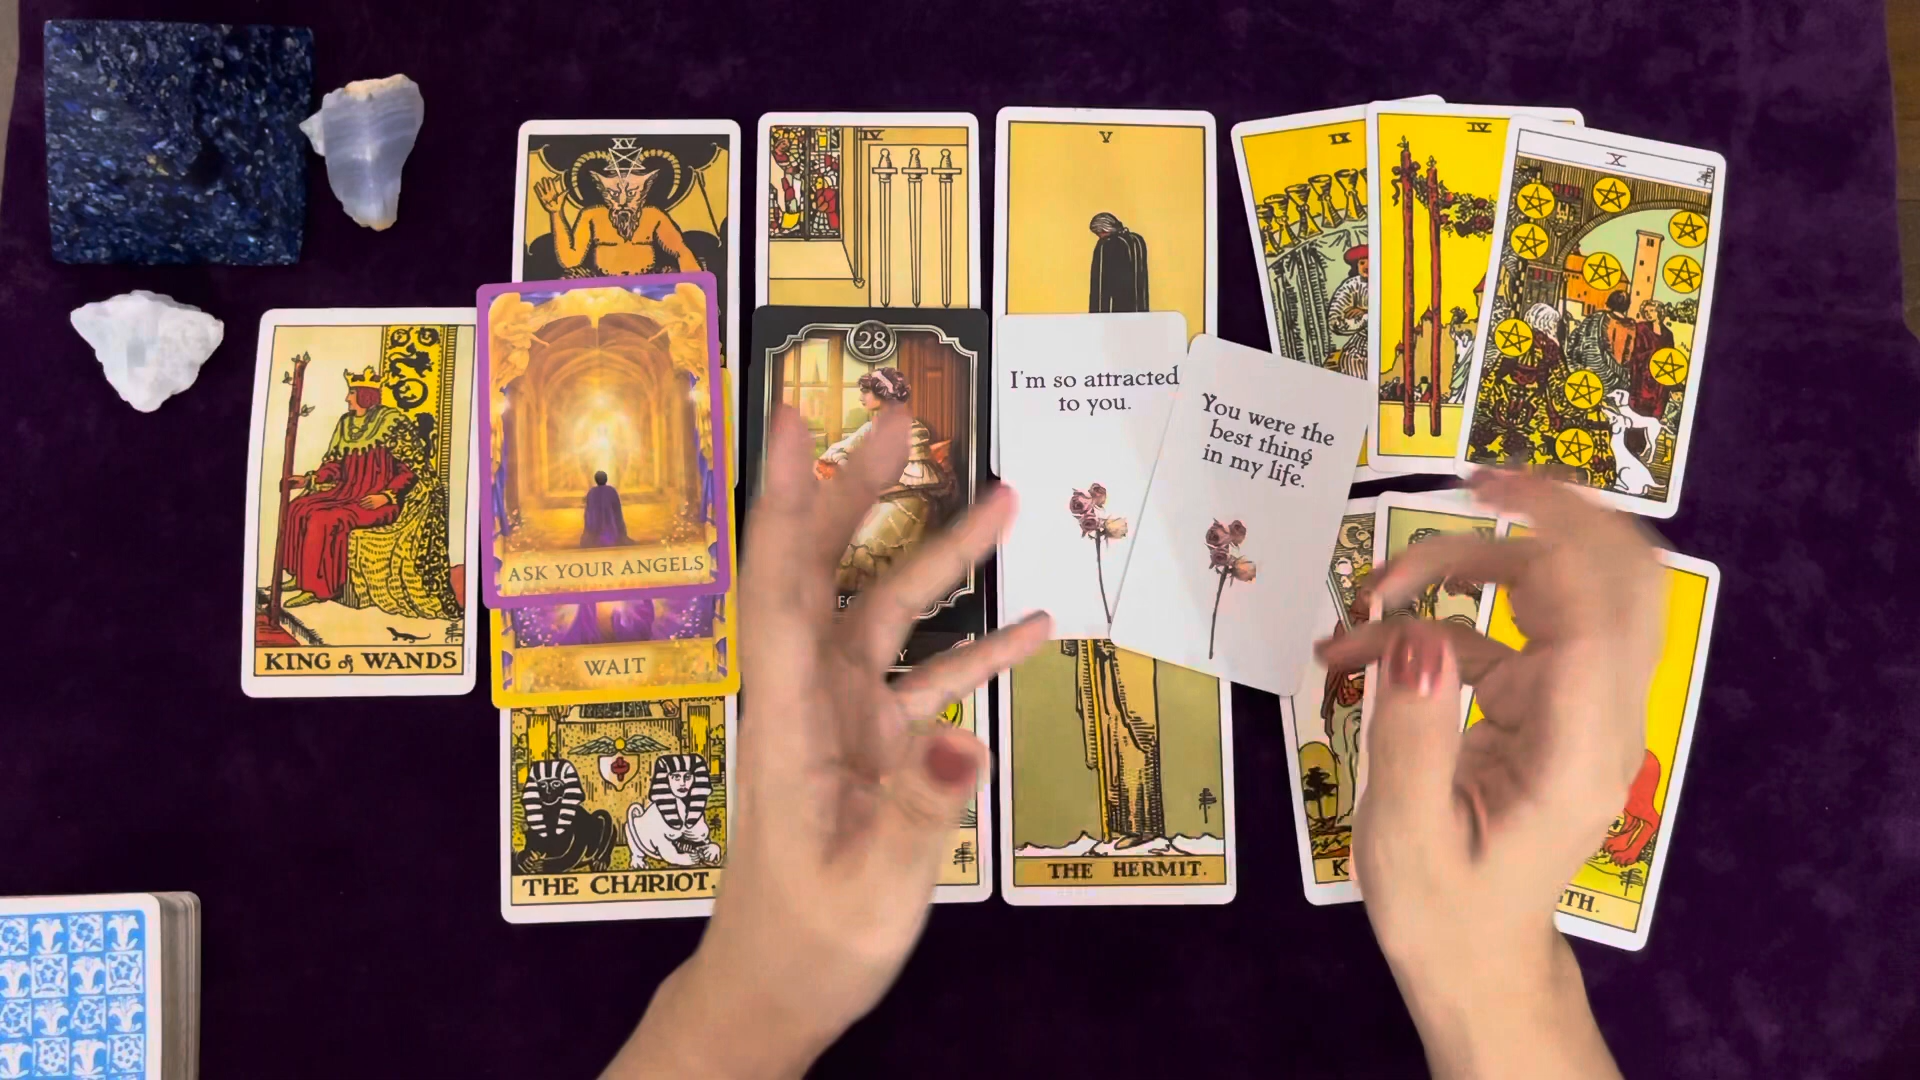 XV
IV
V
IX
IV
X
28
I'm so attracted
to you.
You were the
best thing
in my life.
ASK YOUR ANGELS
WAIT
KING of WANDS
THE CHARIOT.
THE HERMIT.